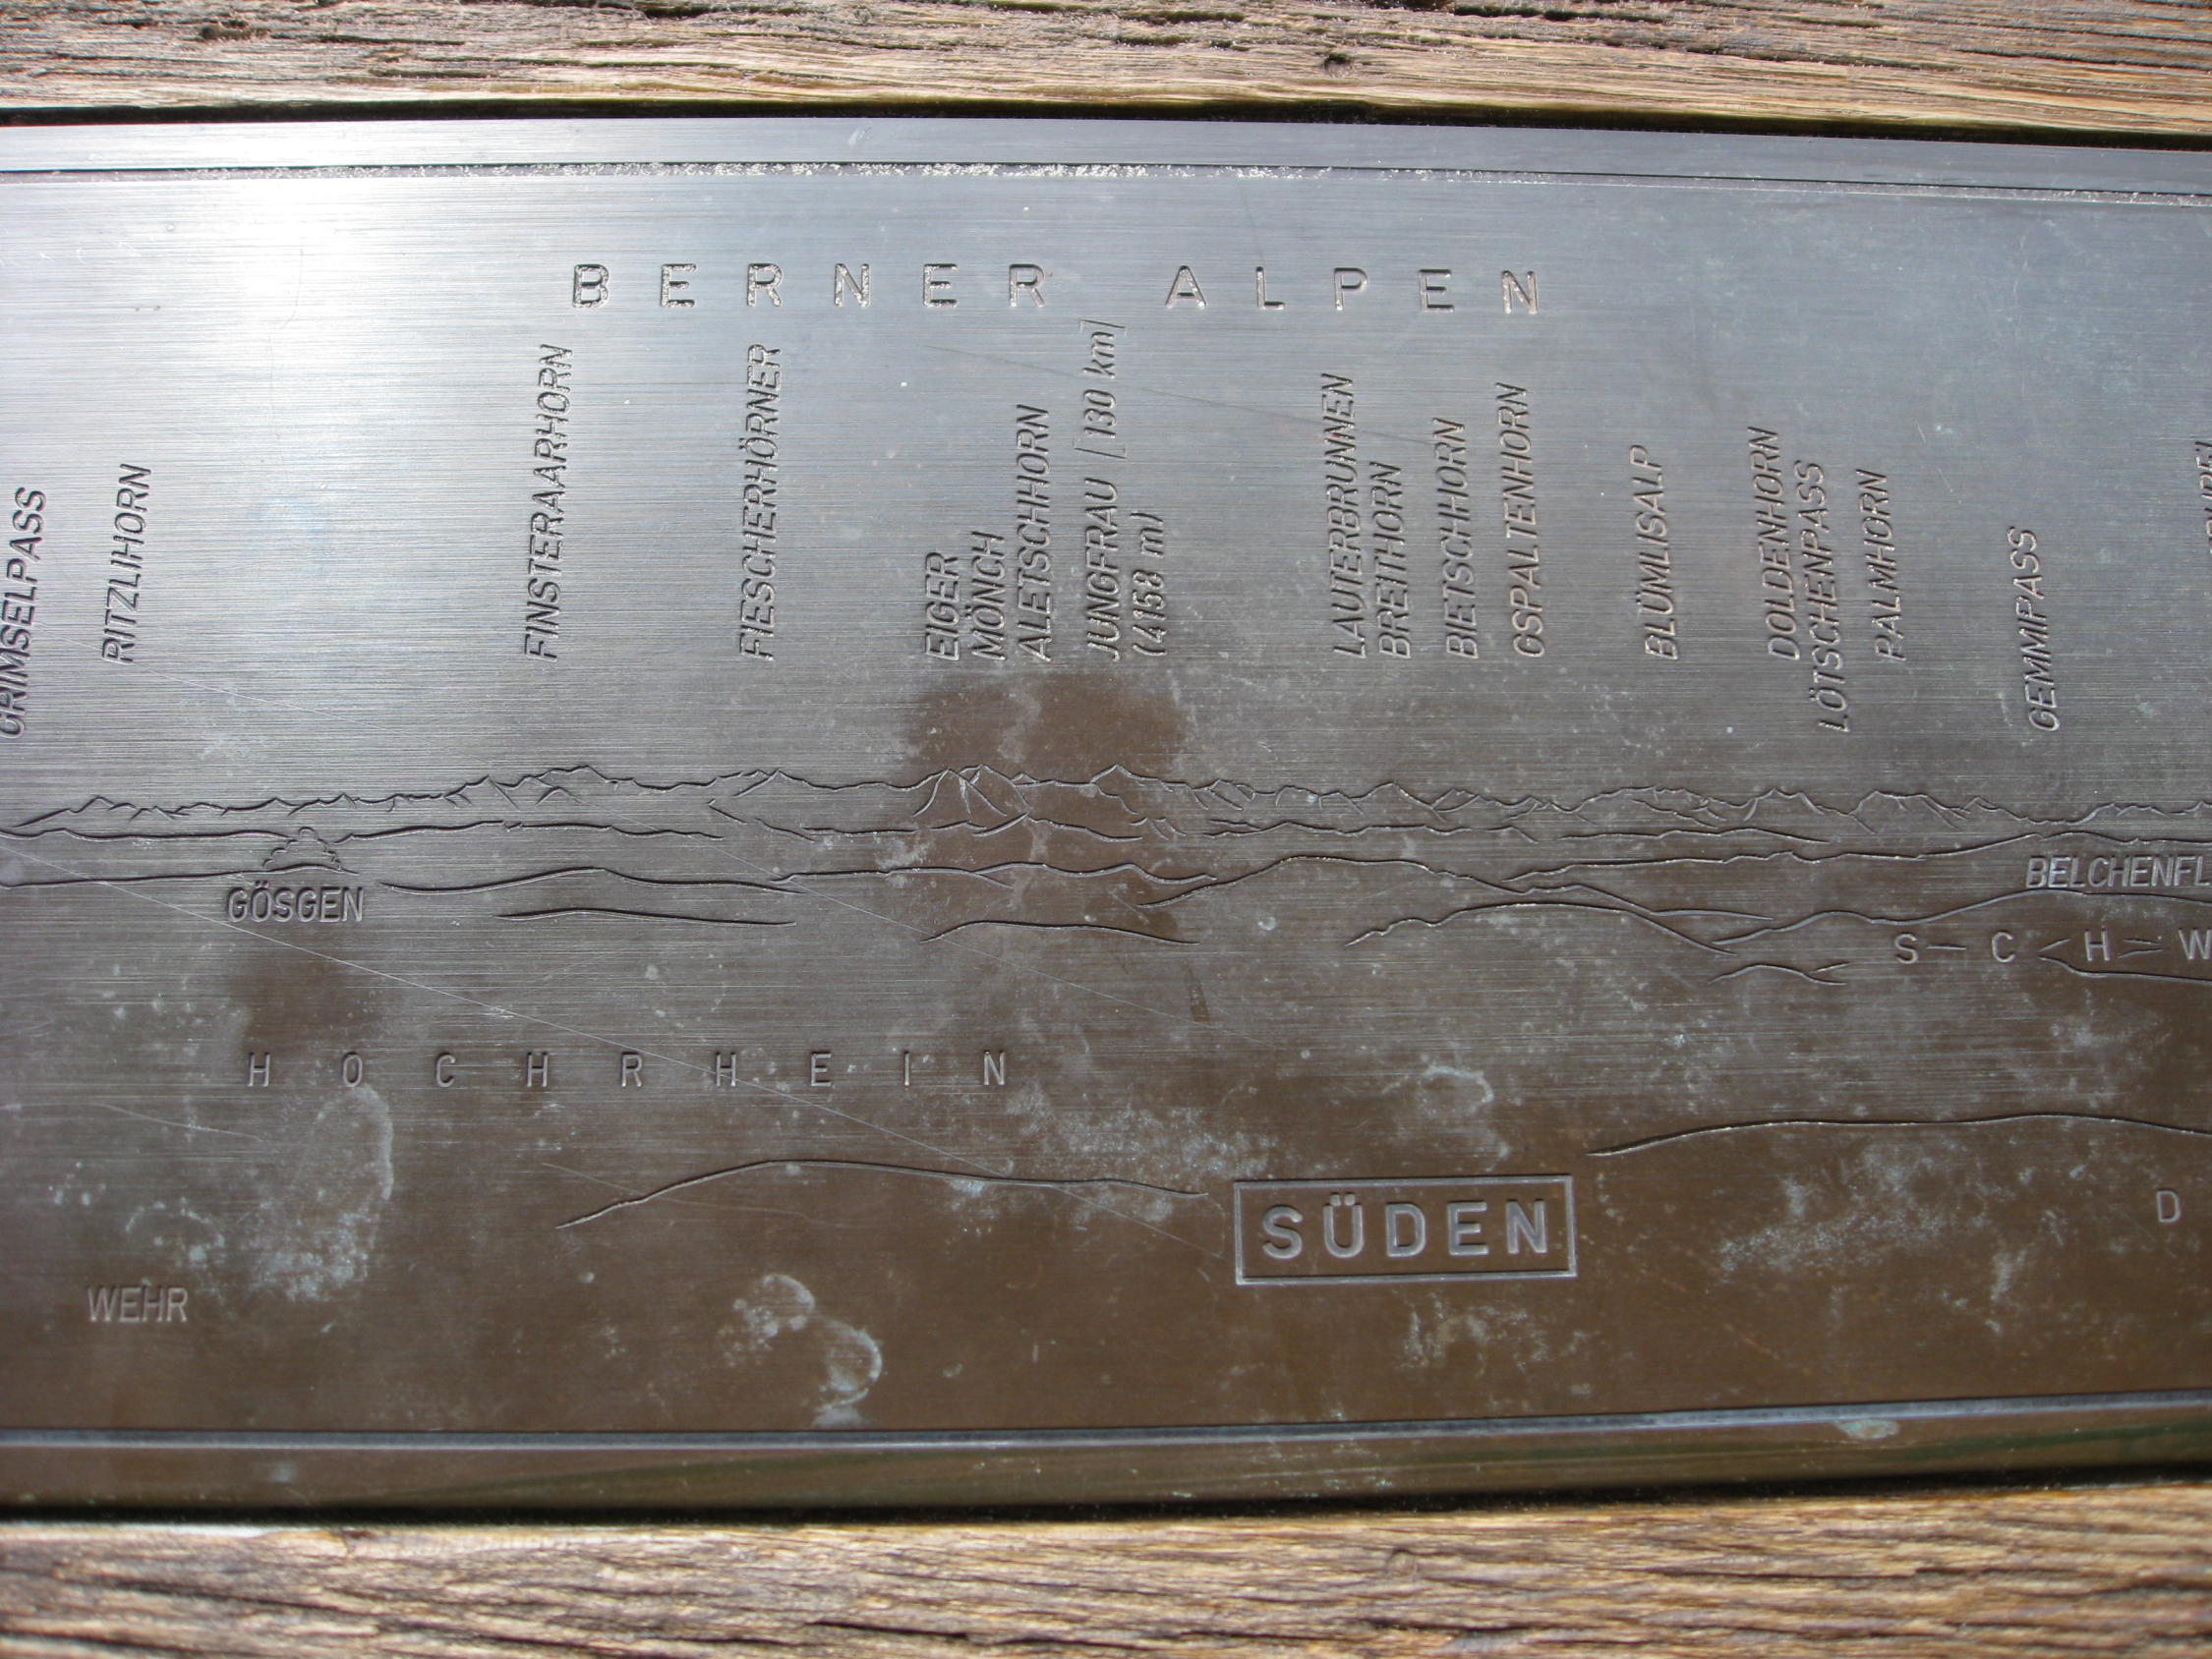 BERNER ALPEN
GRIMSELPASS
RITZLIHORN
FINSTERAARHORN
FIESCHERHÖRNER
EIGER
MÖNCH
ALETSCHHORN
JUNGFRAU [130 km]
(4158 m)
LAUTERBRUNNEN
BREITHORN
BIETSCHHORN
GSPALTENHORN
BLÜMLISALP
DOLDENHORN
LÖTSCHENPASS
PALMHORN
GEMMIPASS
GÖSGEN
BELCHENFL
S C H W
HOCHRHEIN
SÜDEN
D
WEHR